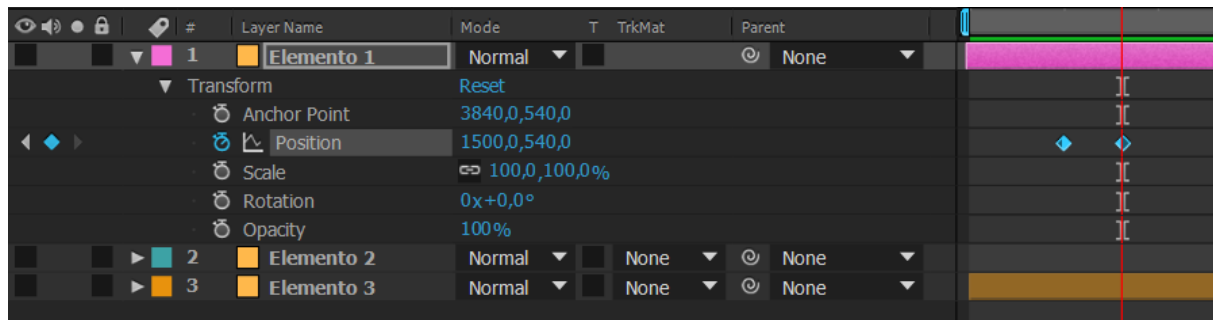 # Layer Name Mode T TrkMat Parent
1 Elemento 1 Normal None
Transform Reset
Anchor Point 3840,0,540,0
Position 1500,0,540,0
Scale 100,0,100,0%
Rotation 0x+0,0°
Opacity 100%
2 Elemento 2 Normal None None
3 Elemento 3 Normal None None